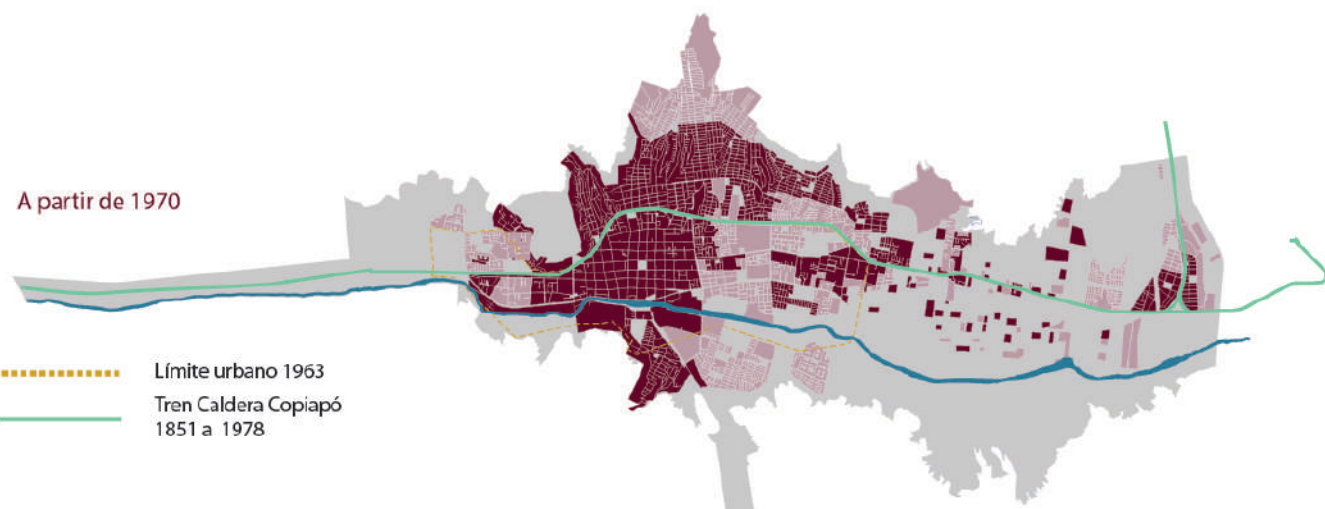 A partir de 1970
Límite urbano 1963
Tren Caldera Copiapó
1851 a 1978